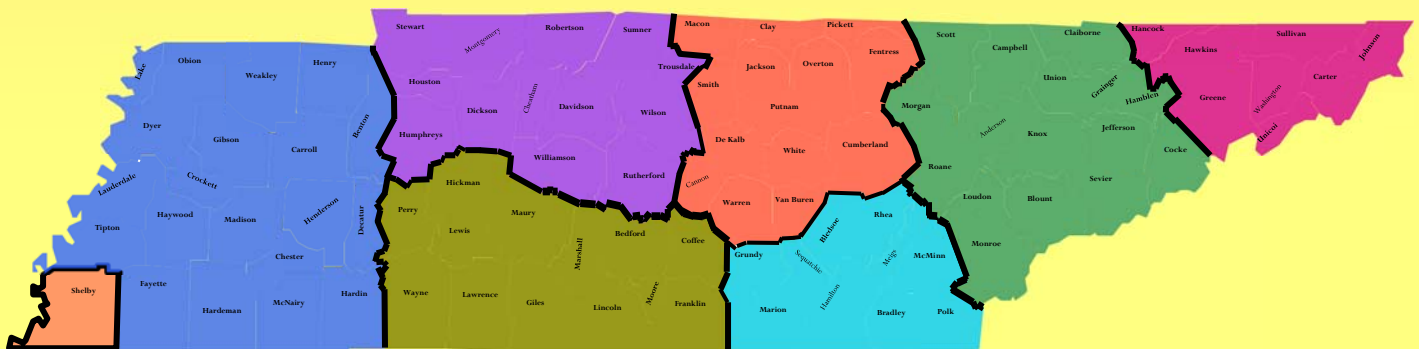 Stewart
Montgomery
Robertson
Sumner
Macon
Clay
Pickett
Scott
Campbell
Claiborne
Hancock
Hawkins
Sullivan
Johnson
Lake
Obion
Weakley
Henry
Houston
Dickson
Cheatham
Davidson
Trousdale
Wilson
Smith
Jackson
Overton
Fentress
Morgan
Union
Grainger
Hamblen
Greene
Washington
Carter
Unicoi
Dyer
Gibson
Carroll
Benton
Humphreys
Williamson
Rutherford
De Kalb
Putnam
White
Cumberland
Anderson
Knox
Jefferson
Cocke
Lauderdale
Crockett
Haywood
Madison
Henderson
Decatur
Perry
Hickman
Maury
Cannon
Warren
Van Buren
Roane
Loudon
Blount
Sevier
Tipton
Chester
Lewis
Marshall
Bedford
Coffee
Grundy
Sequatchie
Bledsoe
Rhea
Meigs
McMinn
Monroe
Shelby
Fayette
Hardeman
McNairy
Hardin
Wayne
Lawrence
Giles
Lincoln
Moore
Franklin
Marion
Hamilton
Bradley
Polk